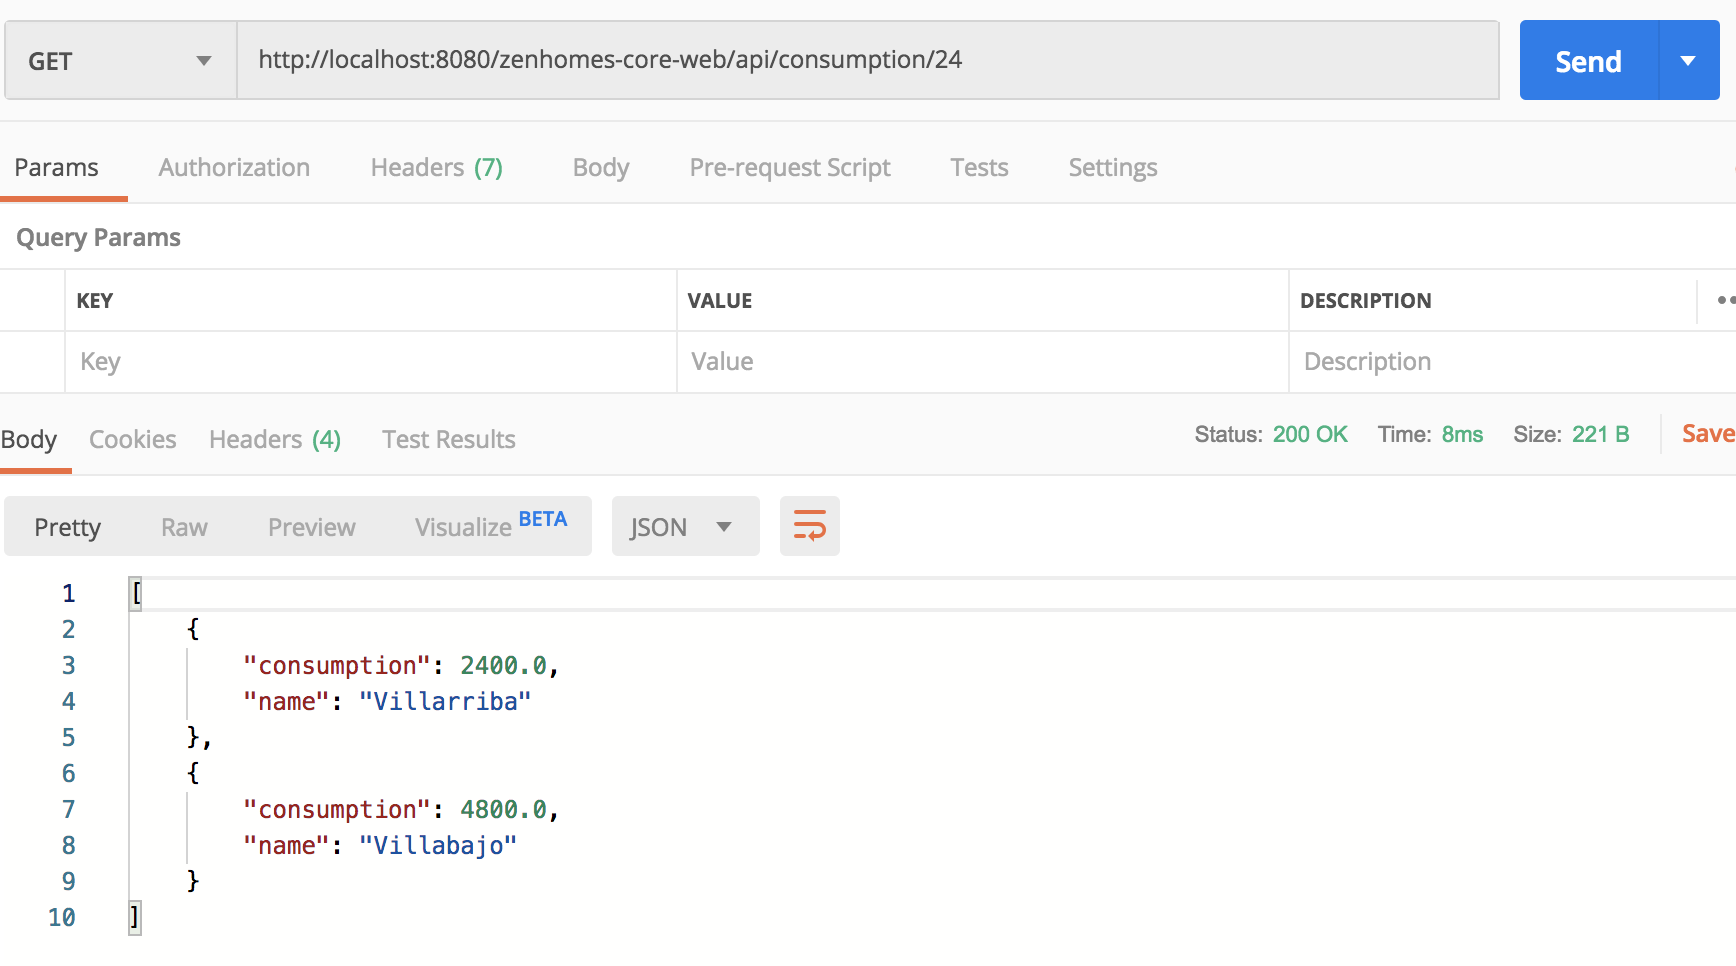 GET http://localhost:8080/zenhomes-core-web/api/consumption/24 Send
Params Authorization Headers (7) Body Pre-request Script Tests Settings
Query Params
KEY VALUE DESCRIPTION
Key Value Description
Body Cookies Headers (4) Test Results Status: 200 OK Time: 8ms Size: 221 B Save
Pretty Raw Preview Visualize BETA JSON
1 [
2 {
3 "consumption": 2400.0,
4 "name": "Villarriba"
5 },
6 {
7 "consumption": 4800.0,
8 "name": "Villabajo"
9 }
10 ]